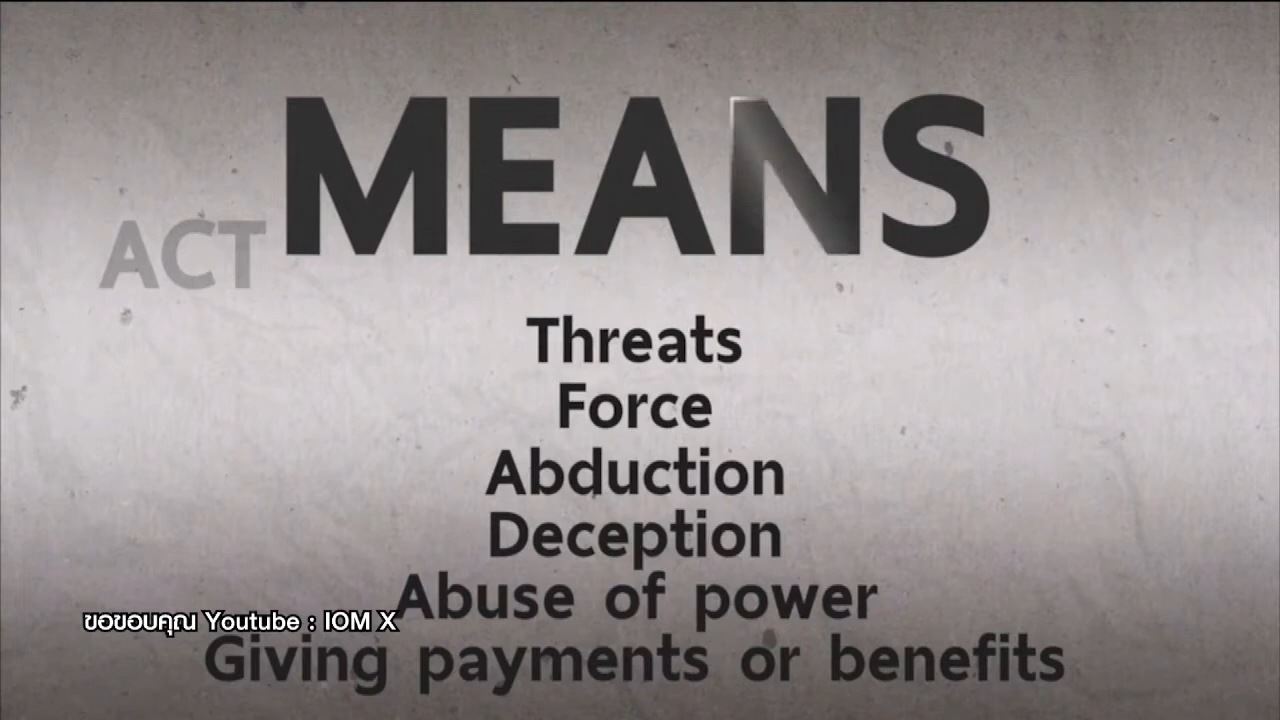 MEANS
ACT
Threats
Force
Abduction
Deception
Abuse of power
ขอขอบคุณ Youtube : IOM X
Giving payments or benefits